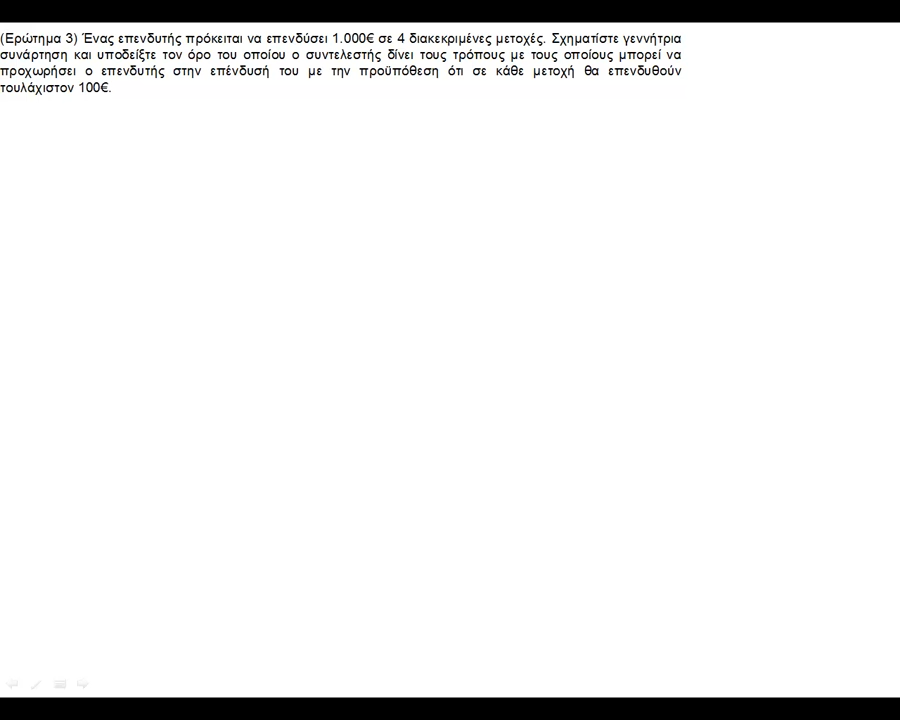 (Ερώτημα 3) Ένας επενδυτής πρόκειται να επενδύσει 1.000€ σε 4 διακεκριμένες μετοχές. Σχηματίστε γεννήτρια
συνάρτηση και υποδείξτε τον όρο του οποίου ο συντελεστής δίνει τους τρόπους με τους οποίους μπορεί να
προχωρήσει ο επενδυτής στην επένδυσή του με την προϋπόθεση ότι σε κάθε μετοχή θα επενδυθούν
τουλάχιστον 100€.